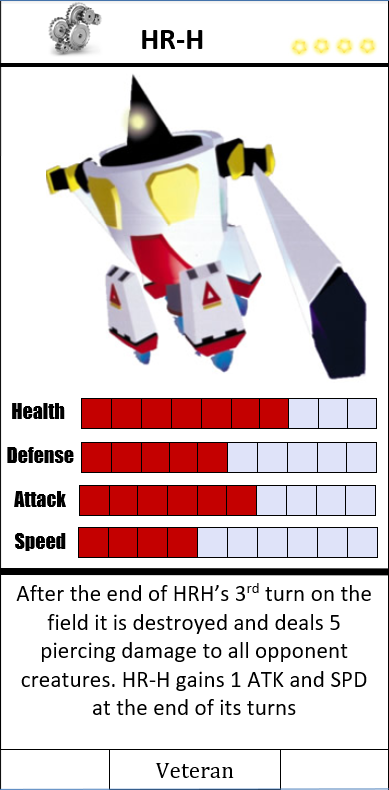 HR-H
Health
Defense
Attack
Speed
After the end of HRH’s 3rd turn on the
field it is destroyed and deals 5
piercing damage to all opponent
creatures. HR-H gains 1 ATK and SPD
at the end of its turns
Veteran